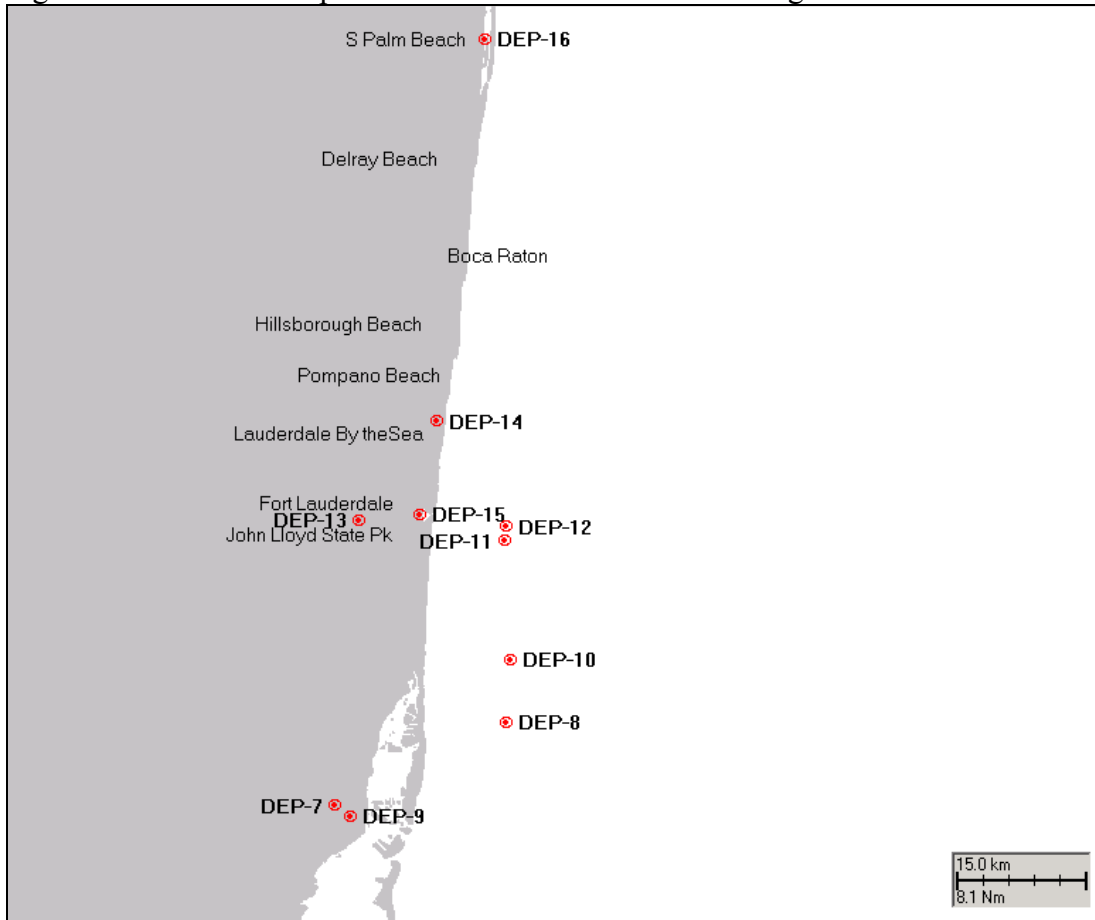 S Palm Beach
DEP-16
Delray Beach
Boca Raton
Hillsborough Beach
Pompano Beach
DEP-14
Lauderdale By theSea
Fort Lauderdale
DEP-15
DEP-13
DEP-12
John Lloyd State Pk
DEP-11
DEP-10
DEP-8
DEP-7
DEP-9
15.0 km
8.1 Nm